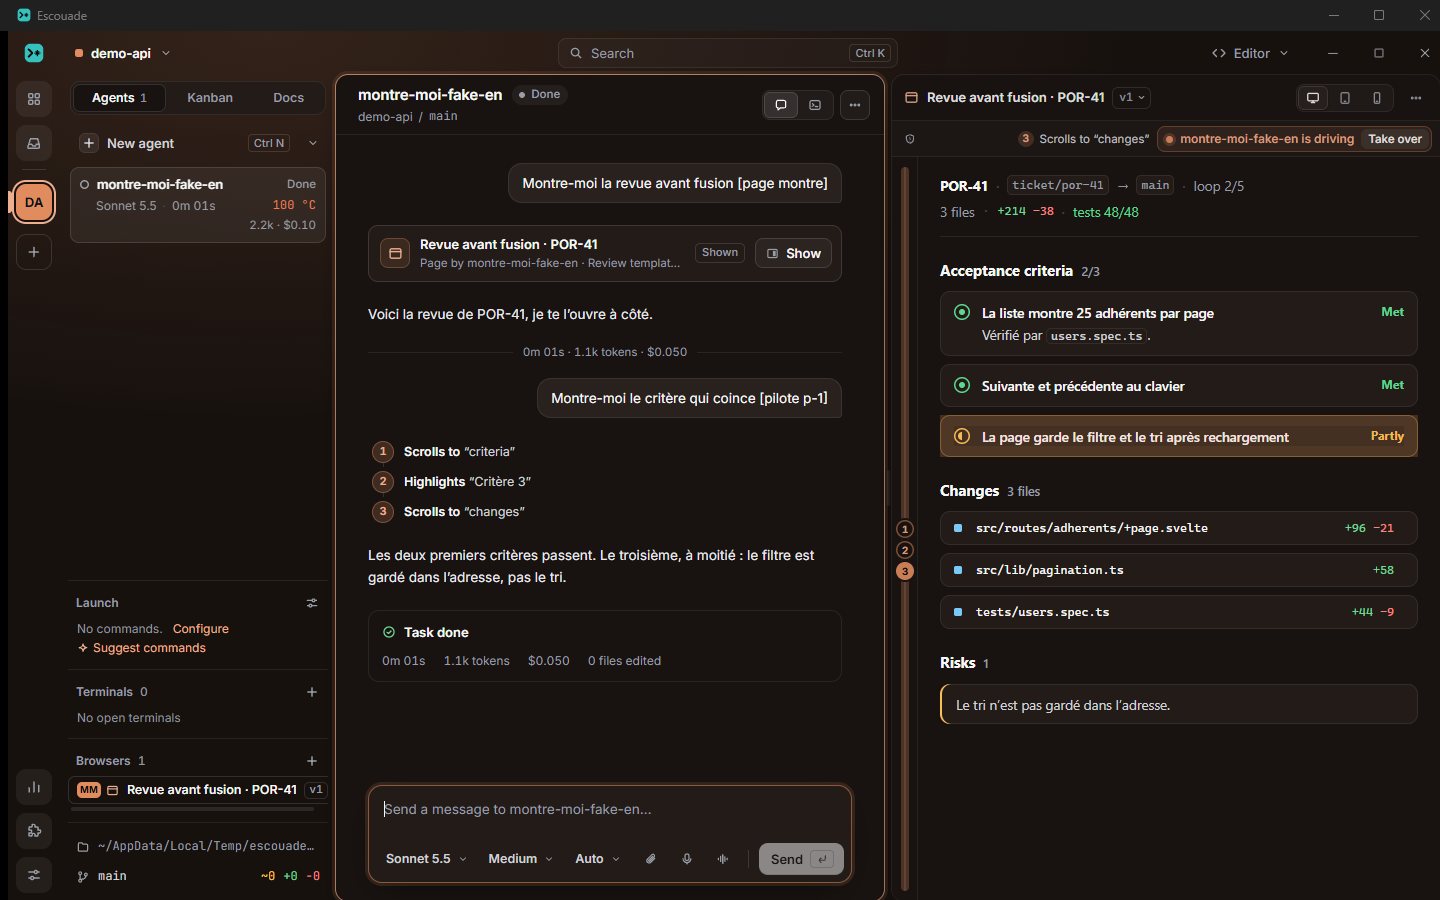 Escouade
demo-api
Search
Ctrl K
Editor
Agents 1
Kanban
Docs
New agent
Ctrl N
DA
montre-moi-fake-en
Done
Sonnet 5.5 · 0m 01s
100 °C
2.2k · $0.10
Launch
No commands. Configure
Suggest commands
Terminals 0
No open terminals
Browsers 1
MM
Revue avant fusion · POR-41
v1
~/AppData/Local/Temp/escouade…
main
~0 +0 -0
montre-moi-fake-en
Done
demo-api / main
Montre-moi la revue avant fusion [page montre]
Revue avant fusion · POR-41
Page by montre-moi-fake-en · Review templat…
Shown
Show
Voici la revue de POR-41, je te l’ouvre à côté.
0m 01s · 1.1k tokens · $0.050
Montre-moi le critère qui coince [pilote p-1]
1 Scrolls to “criteria”
2 Highlights “Critère 3”
3 Scrolls to “changes”
Les deux premiers critères passent. Le troisième, à moitié : le filtre est
gardé dans l’adresse, pas le tri.
Task done
0m 01s 1.1k tokens $0.050 0 files edited
Send a message to montre-moi-fake-en…
Sonnet 5.5
Medium
Auto
Send
Revue avant fusion · POR-41
v1
3 Scrolls to “changes”
montre-moi-fake-en is driving
Take over
1
2
3
POR-41 · ticket/por-41 → main · loop 2/5
3 files · +214 −38 · tests 48/48
Acceptance criteria 2/3
La liste montre 25 adhérents par page
Met
Vérifié par users.spec.ts.
Suivante et précédente au clavier
Met
La page garde le filtre et le tri après rechargement
Partly
Changes 3 files
src/routes/adherents/+page.svelte
+96 −21
src/lib/pagination.ts
+58
tests/users.spec.ts
+44 −9
Risks 1
Le tri n’est pas gardé dans l’adresse.